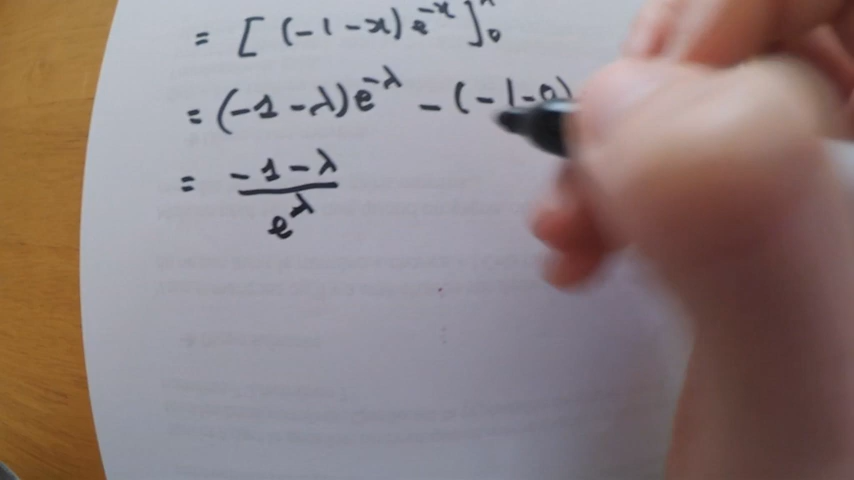 = [ (-1-x) e^-x ]_0
= (-1-λ)e^-λ - (-1-0)
= (-1-λ)/e^λ